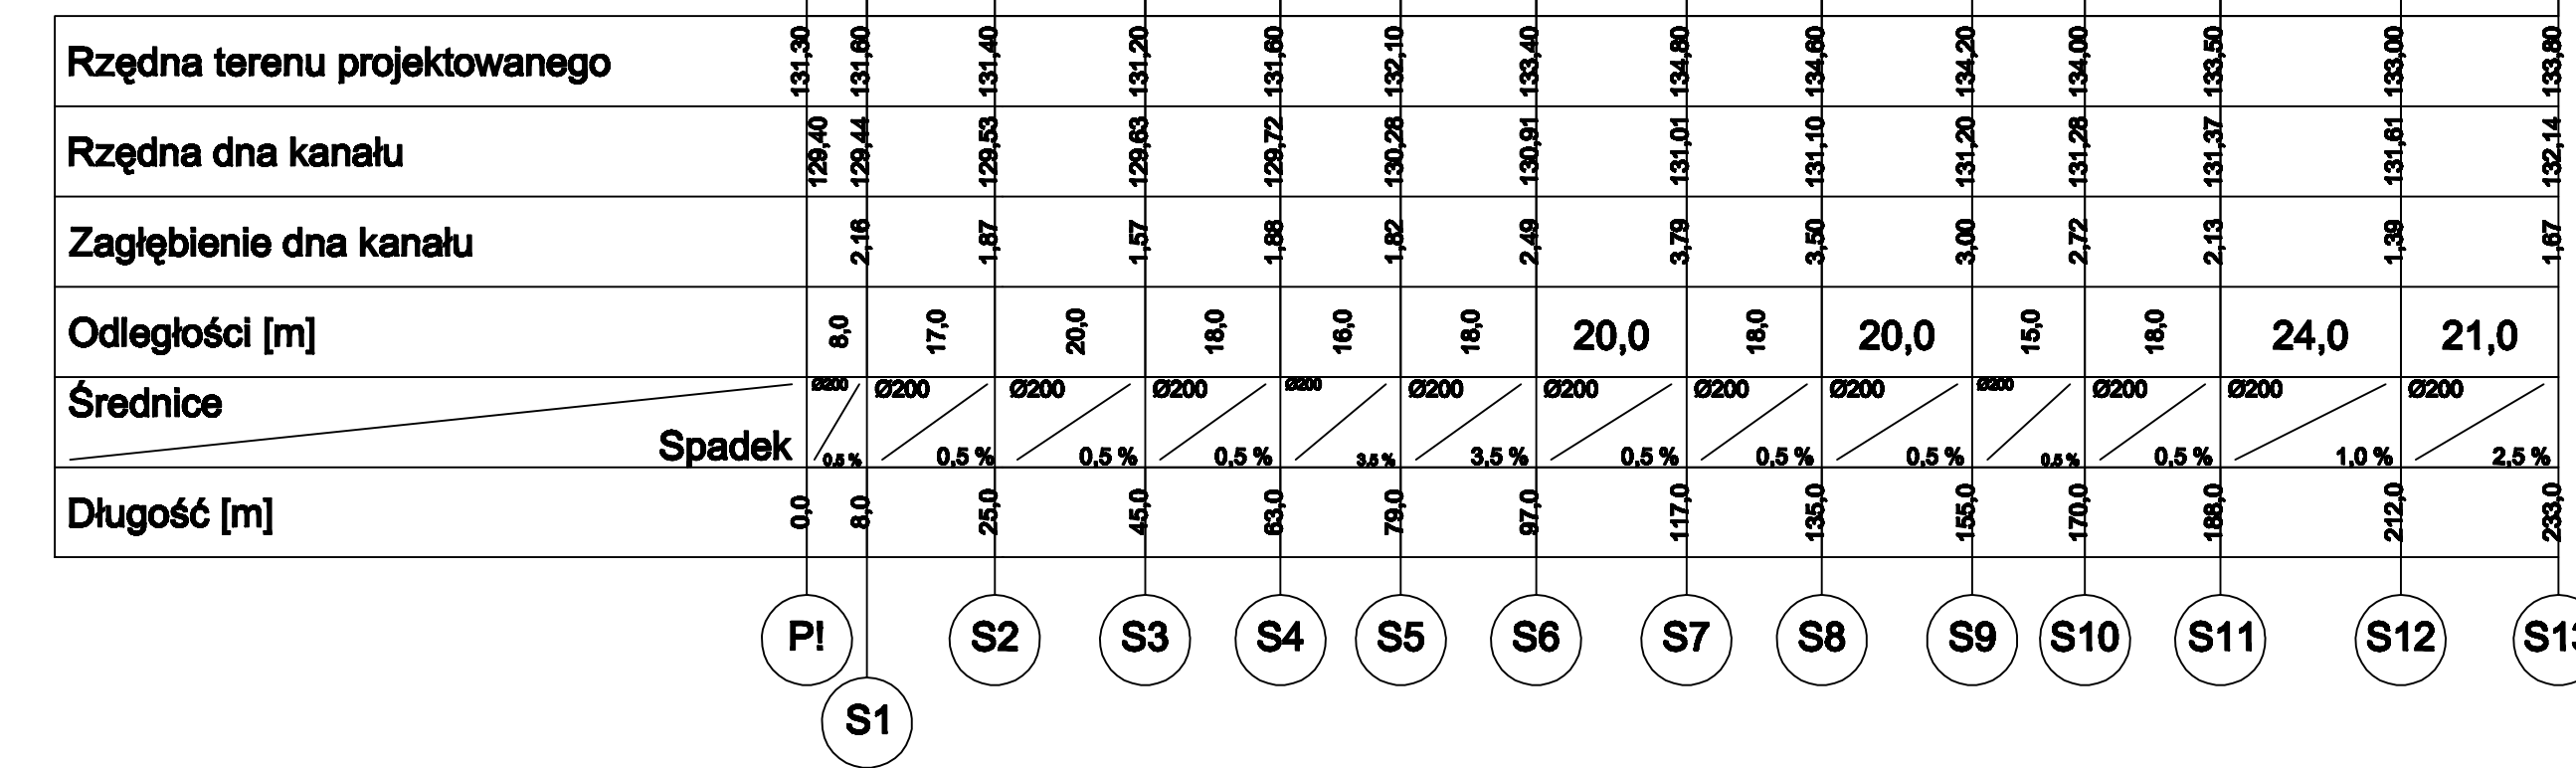 Rzędna terenu projektowanego 131,30 131,60 131,40 131,20 131,60 132,10 133,40 134,80 134,60 134,20 134,00 133,50 133,00 133,80
Rzędna dna kanału 129,40 129,44 129,53 129,63 129,72 130,28 130,91 131,01 131,10 131,20 131,28 131,37 131,61 132,14
Zagłębienie dna kanału 2,16 1,87 1,57 1,88 1,82 2,49 3,79 3,50 3,00 2,72 2,13 1,39 1,67
Odległości [m] 8,0 17,0 20,0 18,0 16,0 18,0 20,0 18,0 20,0 15,0 18,0 24,0 21,0
Średnice Ø200 Ø200 Ø200 Ø200 Ø200 Ø200 Ø200 Ø200 Ø200 Ø200 Ø200 Ø200 Ø200
Spadek 0,5 % 0,5 % 0,5 % 0,5 % 3,5 % 3,5 % 0,5 % 0,5 % 0,5 % 0,5 % 0,5 % 1,0 % 2,5 %
Długość [m] 0,0 8,0 25,0 45,0 63,0 79,0 97,0 117,0 135,0 155,0 170,0 188,0 212,0 233,0
P! S2 S3 S4 S5 S6 S7 S8 S9 S10 S11 S12 S13
S1